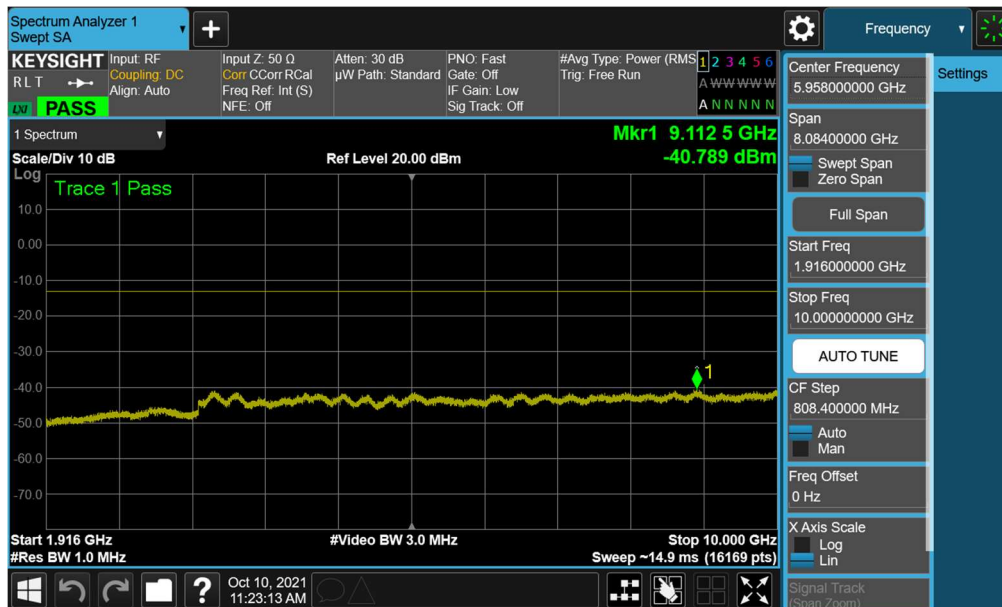 Spectrum Analyzer 1
Swept SA
Frequency
KEYSIGHT
RLT
LXI PASS
Input: RF
Coupling: DC
Align: Auto
Input Z: 50 Ω
Corr CCorr RCal
Freq Ref: Int (S)
NFE: Off
Atten: 30 dB
µW Path: Standard
PNO: Fast
Gate: Off
IF Gain: Low
Sig Track: Off
#Avg Type: Power (RMS
Trig: Free Run
1 2 3 4 5 6
A W W W W W
A N N N N N
1 Spectrum
Scale/Div 10 dB
Ref Level 20.00 dBm
Mkr1 9.112 5 GHz
-40.789 dBm
Log
Trace 1 Pass
10.0
0.00
-10.0
-20.0
-30.0
-40.0
-50.0
-60.0
-70.0
1
Start 1.916 GHz
#Res BW 1.0 MHz
#Video BW 3.0 MHz
Stop 10.000 GHz
Sweep ~14.9 ms (16169 pts)
Oct 10, 2021
11:23:13 AM
Center Frequency
5.958000000 GHz
Span
8.08400000 GHz
Swept Span
Zero Span
Full Span
Start Freq
1.916000000 GHz
Stop Freq
10.000000000 GHz
AUTO TUNE
CF Step
808.400000 MHz
Auto
Man
Freq Offset
0 Hz
X Axis Scale
Log
Lin
Signal Track
(Span Zoom)
Settings